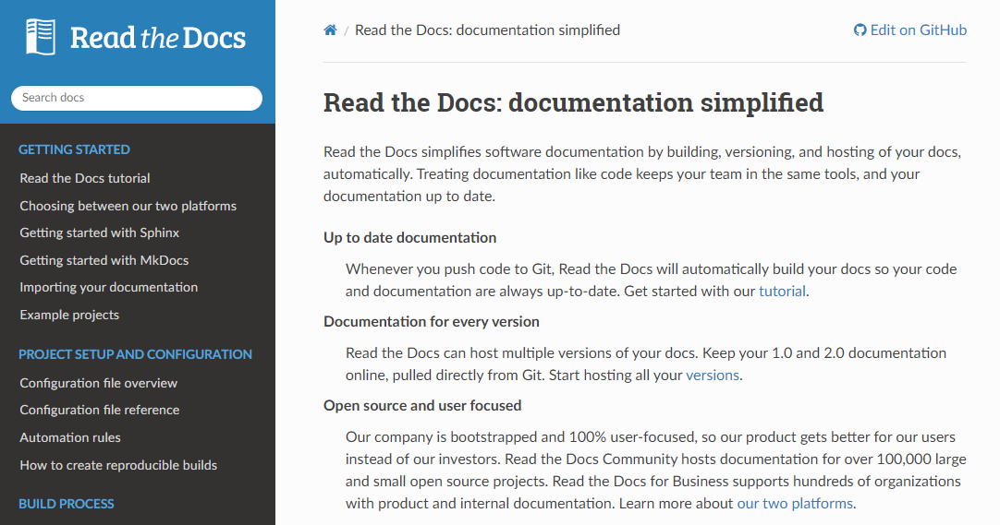 Read the Docs
Search docs
GETTING STARTED
Read the Docs tutorial
Choosing between our two platforms
Getting started with Sphinx
Getting started with MkDocs
Importing your documentation
Example projects
PROJECT SETUP AND CONFIGURATION
Configuration file overview
Configuration file reference
Automation rules
How to create reproducible builds
BUILD PROCESS
/ Read the Docs: documentation simplified
Edit on GitHub
Read the Docs: documentation simplified
Read the Docs simplifies software documentation by building, versioning, and hosting of your docs,
automatically. Treating documentation like code keeps your team in the same tools, and your
documentation up to date.
Up to date documentation
Whenever you push code to Git, Read the Docs will automatically build your docs so your code
and documentation are always up-to-date. Get started with our tutorial.
Documentation for every version
Read the Docs can host multiple versions of your docs. Keep your 1.0 and 2.0 documentation
online, pulled directly from Git. Start hosting all your versions.
Open source and user focused
Our company is bootstrapped and 100% user-focused, so our product gets better for our users
instead of our investors. Read the Docs Community hosts documentation for over 100,000 large
and small open source projects. Read the Docs for Business supports hundreds of organizations
with product and internal documentation. Learn more about our two platforms.